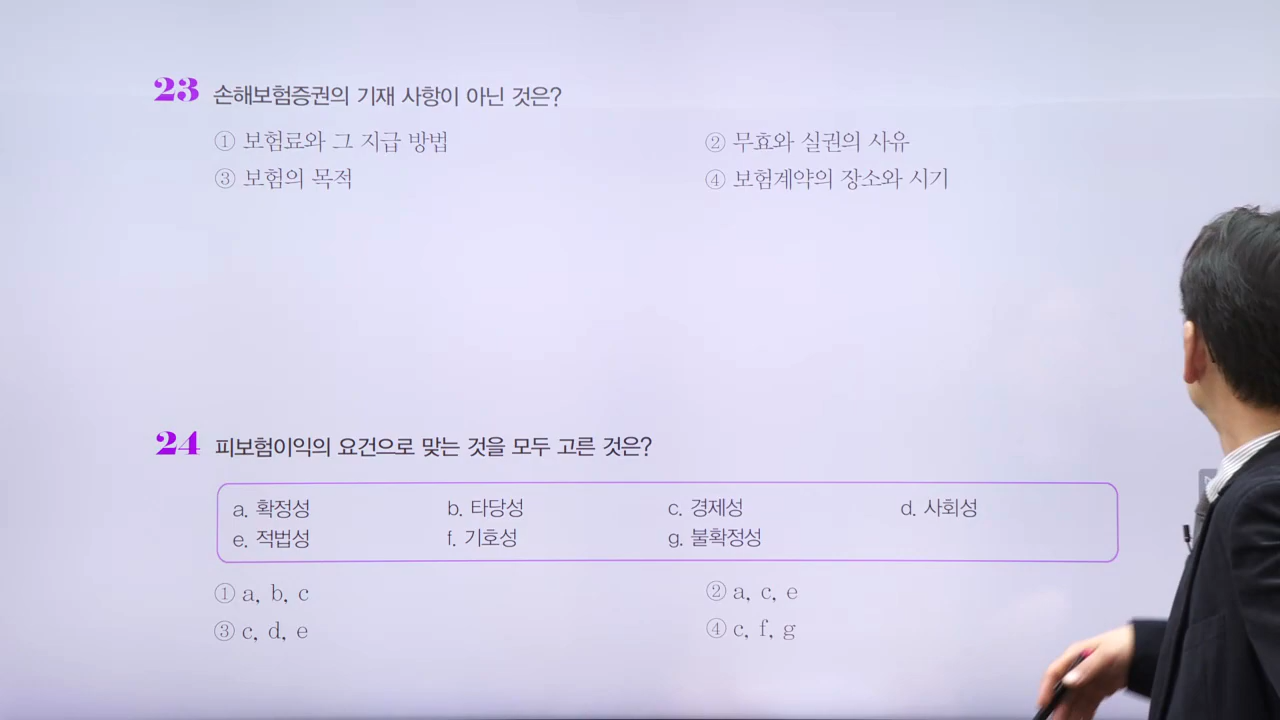 23 손해보험증권의 기재 사항이 아닌 것은?
① 보험료와 그 지급 방법 ② 무효와 실권의 사유
③ 보험의 목적 ④ 보험계약의 장소와 시기
24 피보험이익의 요건으로 맞는 것을 모두 고른 것은?
a. 확정성 b. 타당성 c. 경제성 d. 사회성
e. 적법성 f. 기호성 g. 불확정성
① a, b, c ② a, c, e
③ c, d, e ④ c, f, g